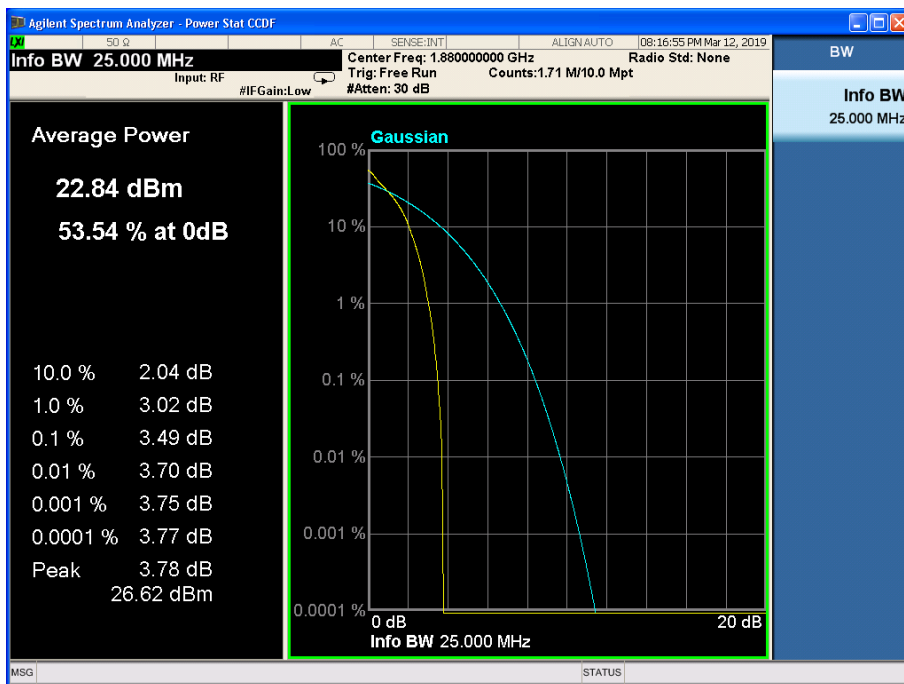 Agilent Spectrum Analyzer - Power Stat CCDF
LXI 50 Ω AC SENSE:INT ALIGN AUTO 08:16:55 PM Mar 12, 2019
Info BW 25.000 MHz
Center Freq: 1.880000000 GHz Radio Std: None
Input: RF Trig: Free Run Counts:1.71 M/10.0 Mpt
#IFGain:Low #Atten: 30 dB
BW
Info BW
25.000 MHz
Average Power
22.84 dBm
53.54 % at 0dB
10.0 % 2.04 dB
1.0 % 3.02 dB
0.1 % 3.49 dB
0.01 % 3.70 dB
0.001 % 3.75 dB
0.0001 % 3.77 dB
Peak 3.78 dB
26.62 dBm
Gaussian
100 %
10 %
1 %
0.1 %
0.01 %
0.001 %
0.0001 %
0 dB 20 dB
Info BW 25.000 MHz
MSG STATUS